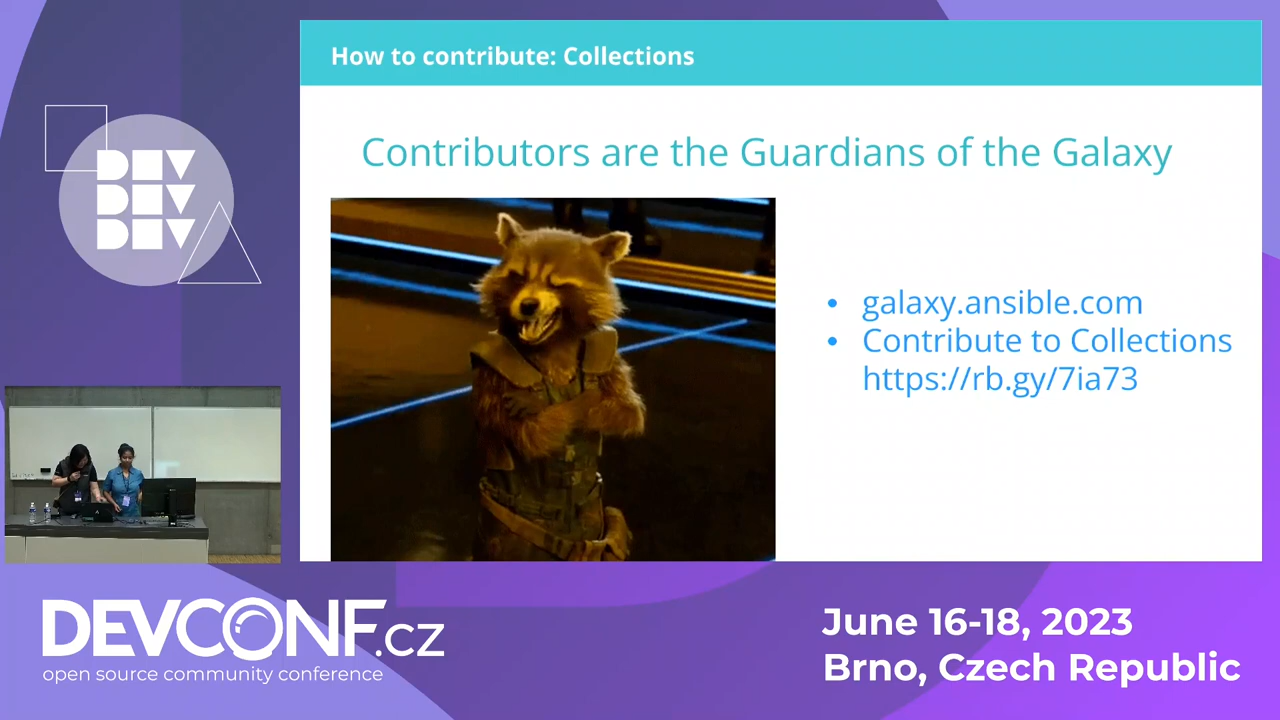 How to contribute: Collections
Contributors are the Guardians of the Galaxy
• galaxy.ansible.com
• Contribute to Collections
https://rb.gy/7ia73
DEV
DEV
DEV
DEVCONF.cz
open source community conference
June 16-18, 2023
Brno, Czech Republic